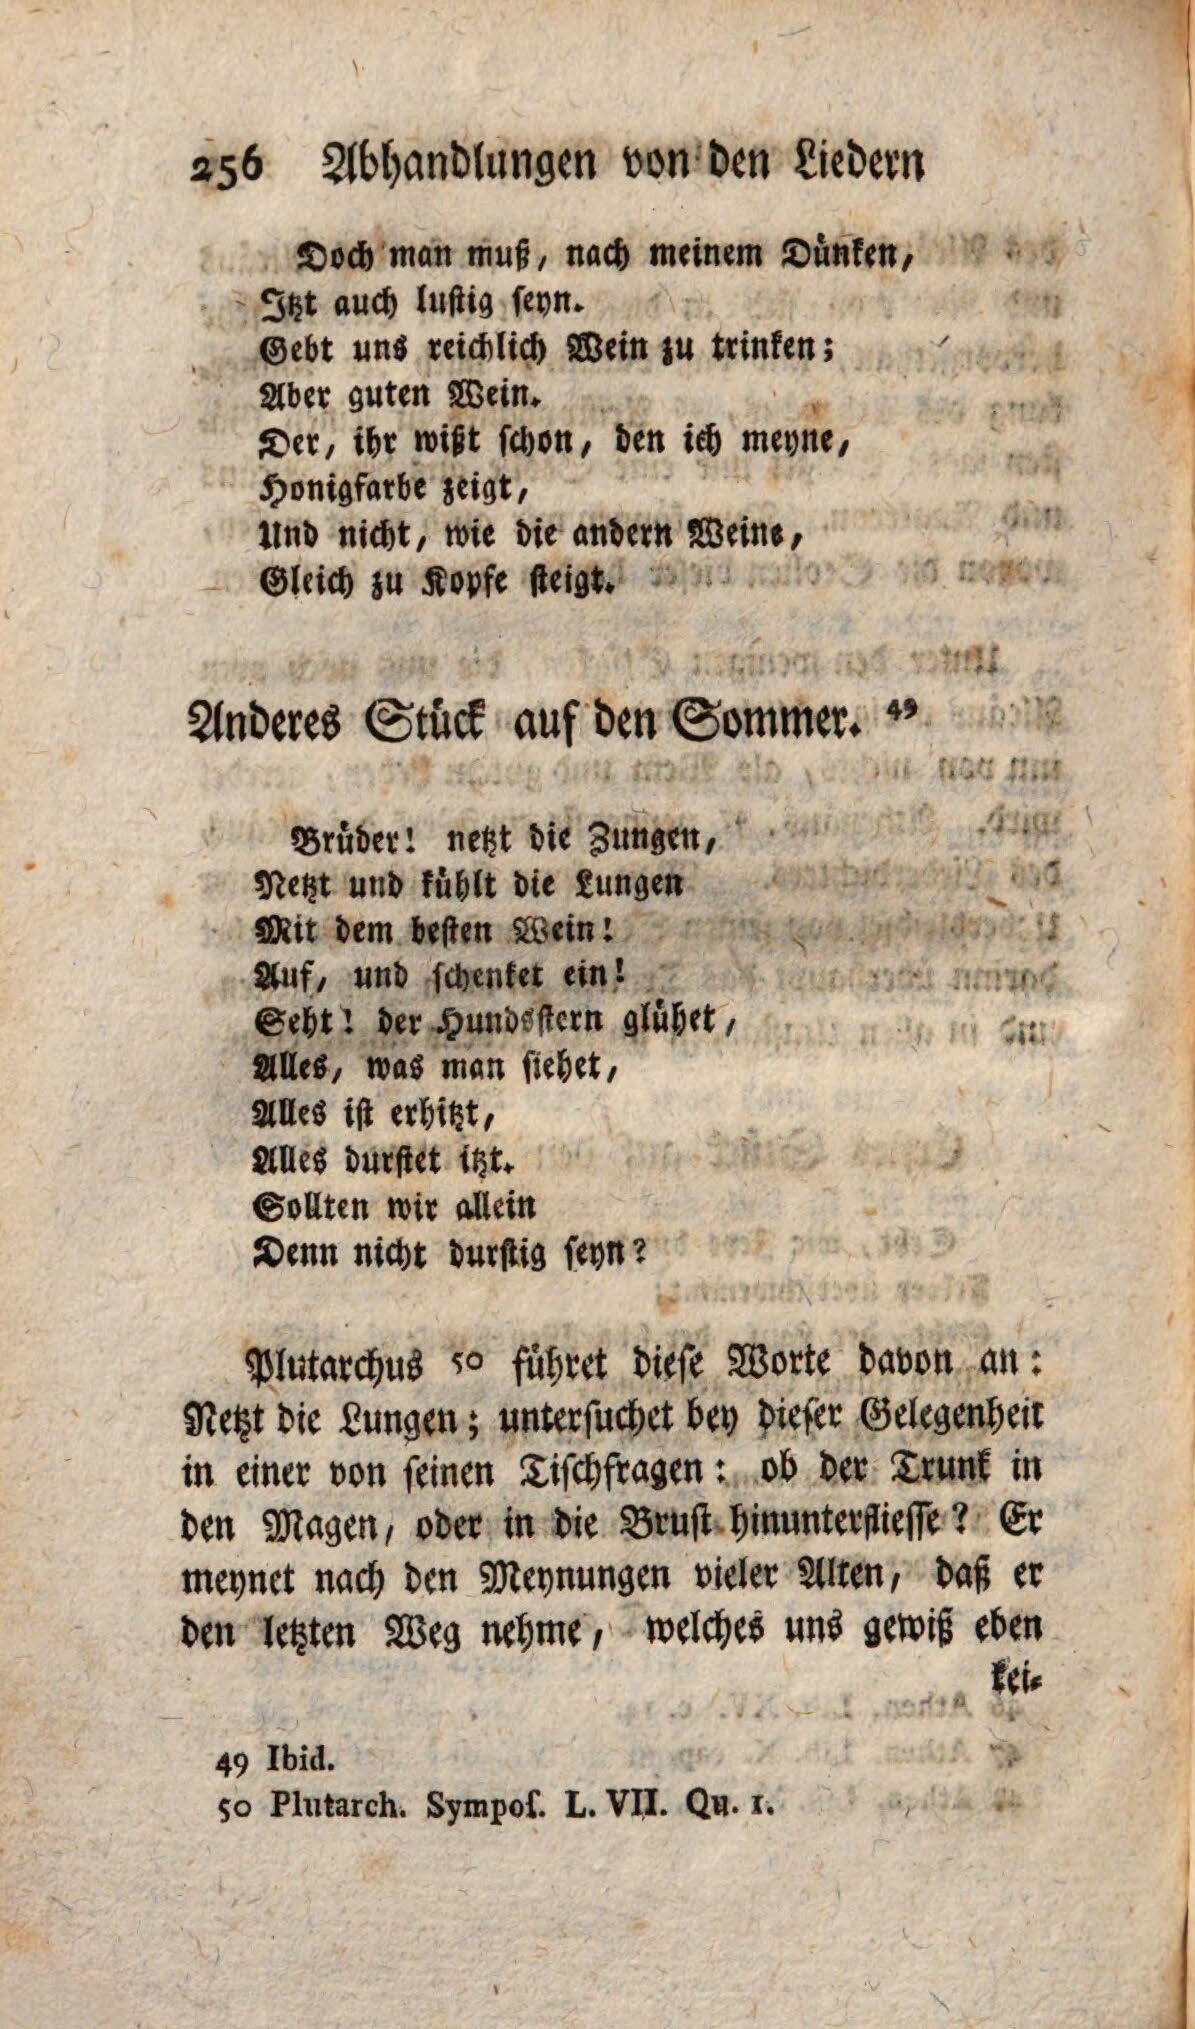 256 Abhandlungen von den Liedern
Doch man muß, nach meinem Dünken,
Itzt auch lustig seyn.
Gebt uns reichlich Wein zu trinken;
Aber guten Wein.
Der, ihr wißt schon, den ich meyne,
Honigfarbe zeigt,
Und nicht, wie die andern Weine,
Gleich zu Kopfe steigt.
Anderes Stück auf den Sommer. 49
Brüder! netzt die Zungen,
Netzt und kühlt die Lungen
Mit dem besten Wein!
Auf, und schenket ein!
Seht! der Hundsstern glühet,
Alles, was man siehet,
Alles ist erhitzt,
Alles durstet itzt.
Sollten wir allein
Denn nicht durstig seyn?
Plutarchus 50 führet diese Worte davon an:
Netzt die Lungen; untersuchet bey dieser Gelegenheit
in einer von seinen Tischfragen: ob der Trunk in
den Magen, oder in die Brust hinunterfliesse? Er
meynet nach den Meynungen vieler Alten, daß er
den letzten Weg nehme, welches uns gewiß eben
kei-
49 Ibid.
50 Plutarch. Sympoſ. L. VII. Qu. 1.